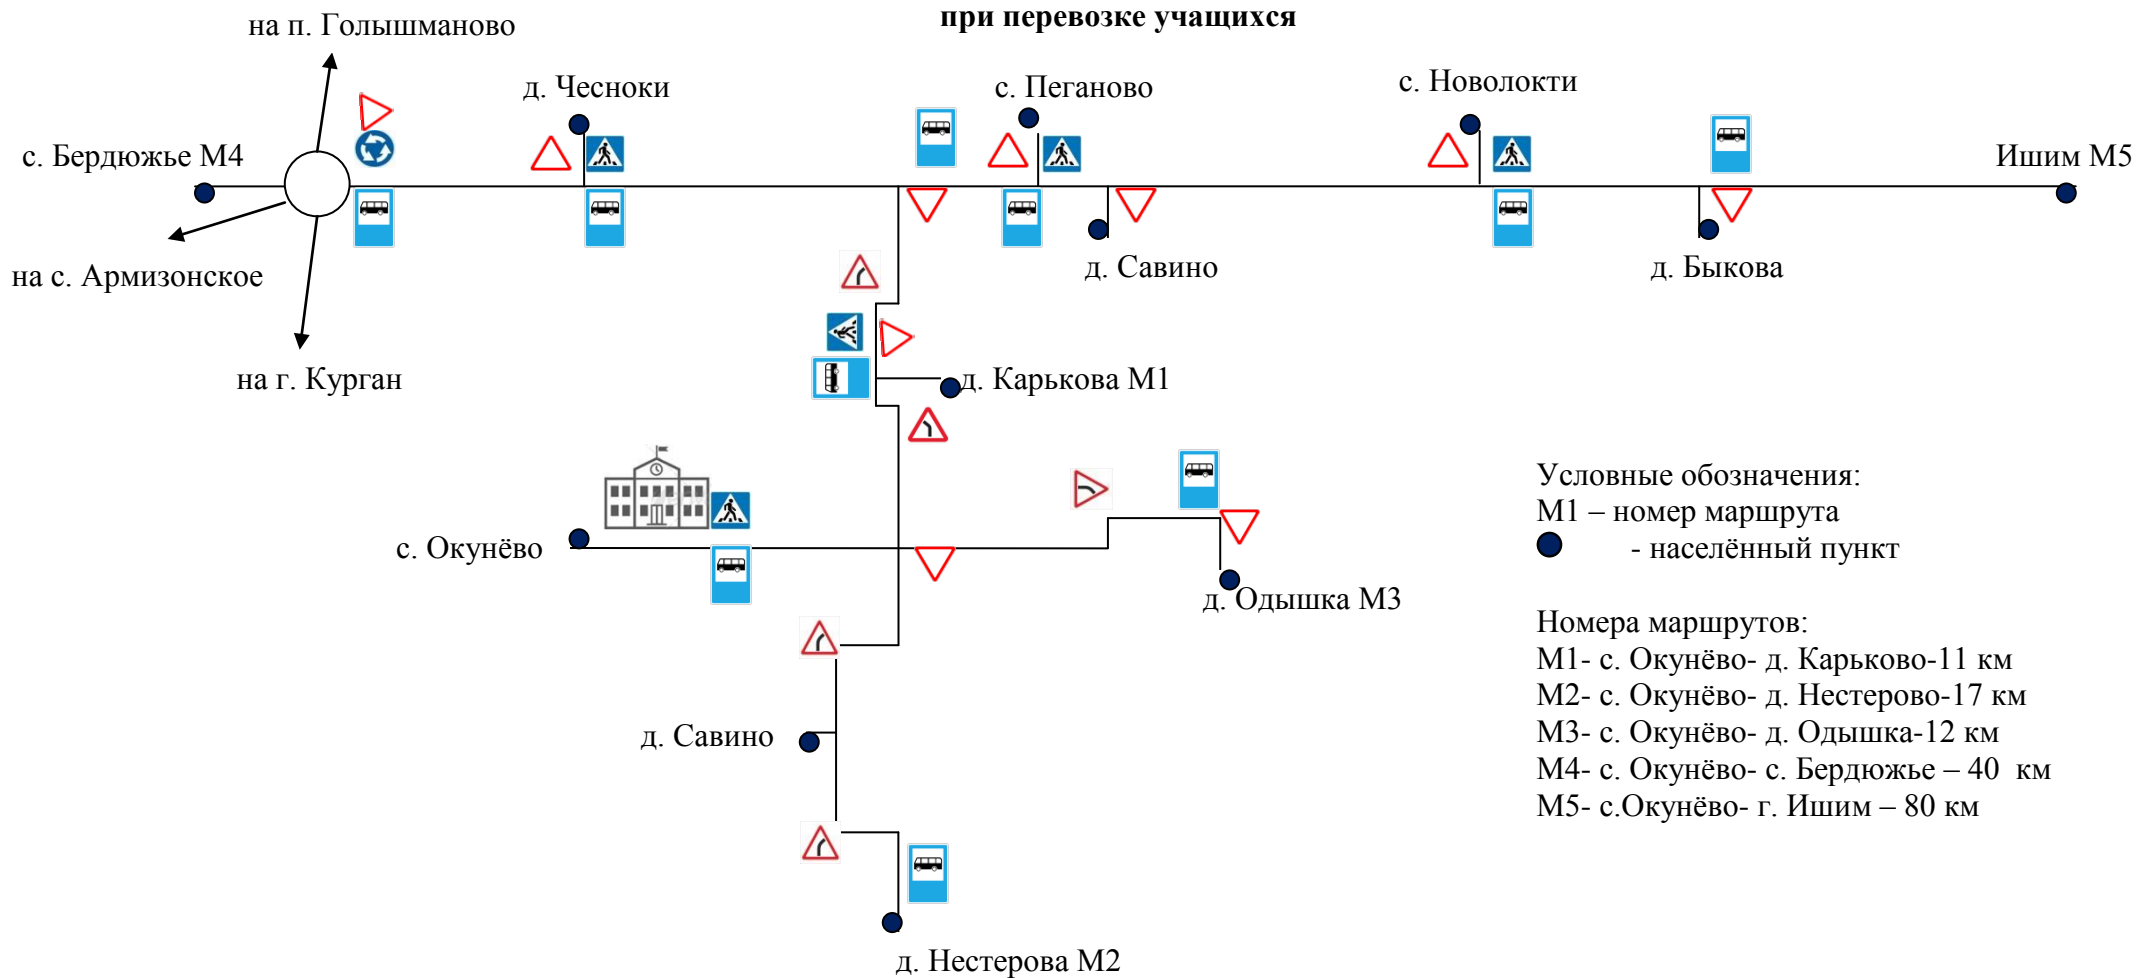 при перевозке учащихся
на п. Голышманово
д. Чесноки
с. Пеганово
с. Новолокти
с. Бердюжье М4
Ишим М5
на с. Армизонское
д. Савино
д. Быкова
на г. Курган
д. Карькова М1
с. Окунёво
д. Одышка М3
д. Савино
д. Нестерова М2
Условные обозначения:
М1 – номер маршрута
- населённый пункт
Номера маршрутов:
М1- с. Окунёво- д. Карьково-11 км
М2- с. Окунёво- д. Нестерово-17 км
М3- с. Окунёво- д. Одышка-12 км
М4- с. Окунёво- с. Бердюжье – 40  км
М5- с.Окунёво- г. Ишим – 80 км